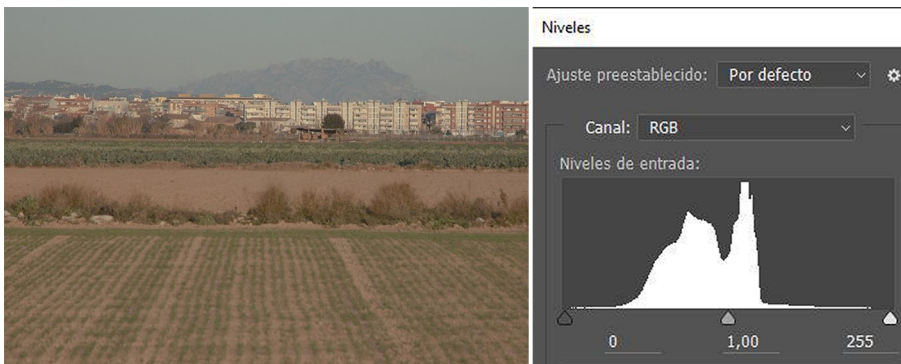 Niveles
Ajuste preestablecido: Por defecto
Canal: RGB
Niveles de entrada:
0 1,00 255